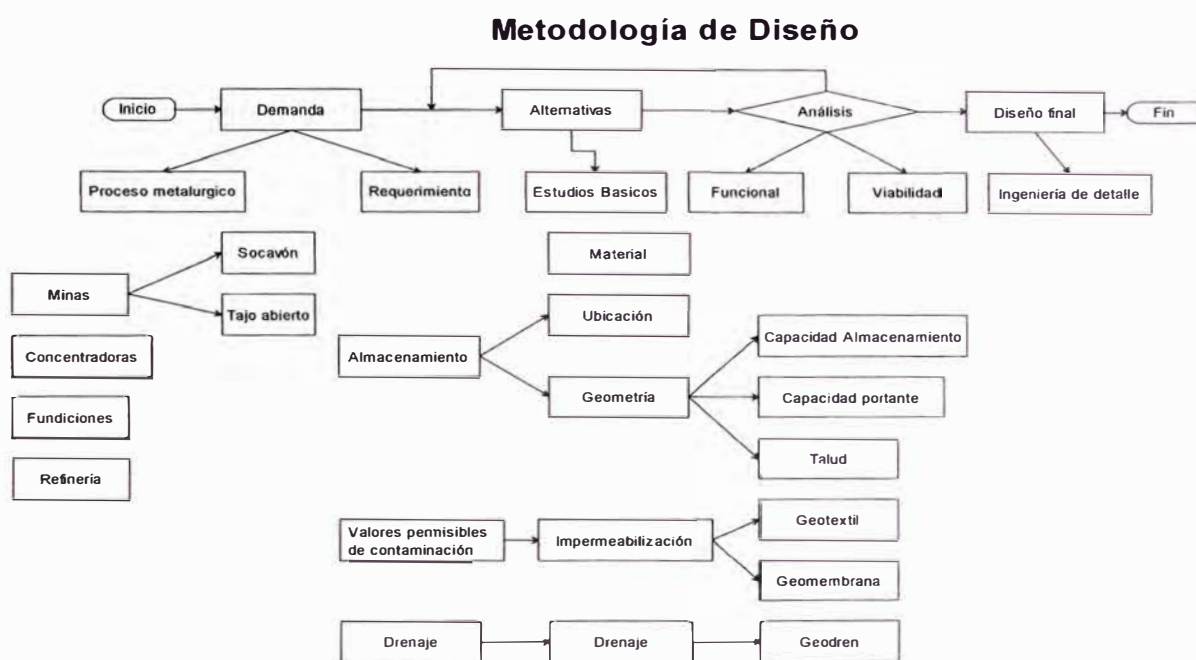 Metodología de Diseño
Inicio
Demanda
Alternativas
Análisis
Diseño final
Fin
Proceso metalurgico
Requerimiento
Estudios Basicos
Funcional
Viabilidad
Ingeniería de detalle
Socavón
Material
Minas
Tajo abierto
Ubicación
Concentradoras
Almacenamiento
Capacidad Almacenamiento
Fundiciones
Geometría
Capacidad portante
Refinería
Talud
Valores permisibles
de contaminación
Impermeabilización
Geotextil
Geomembrana
Drenaje
Drenaje
Geodren